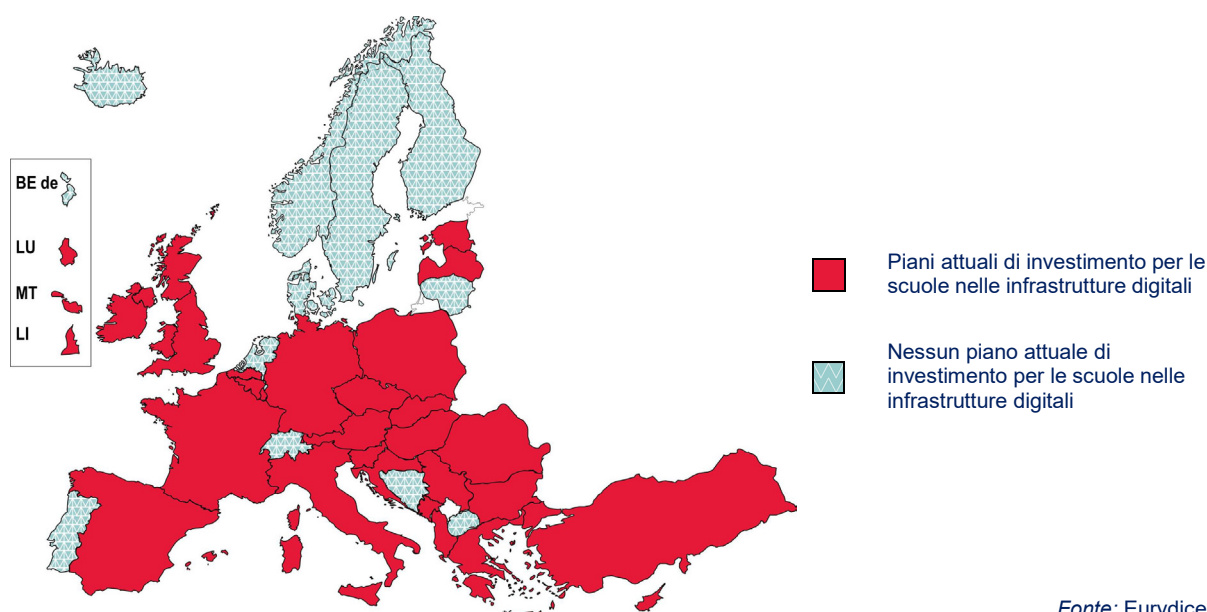 BE de
LU
MT
LI
Piani attuali di investimento per le
scuole nelle infrastrutture digitali
Nessun piano attuale di
investimento per le scuole nelle
infrastrutture digitali
Fonte: Eurydice